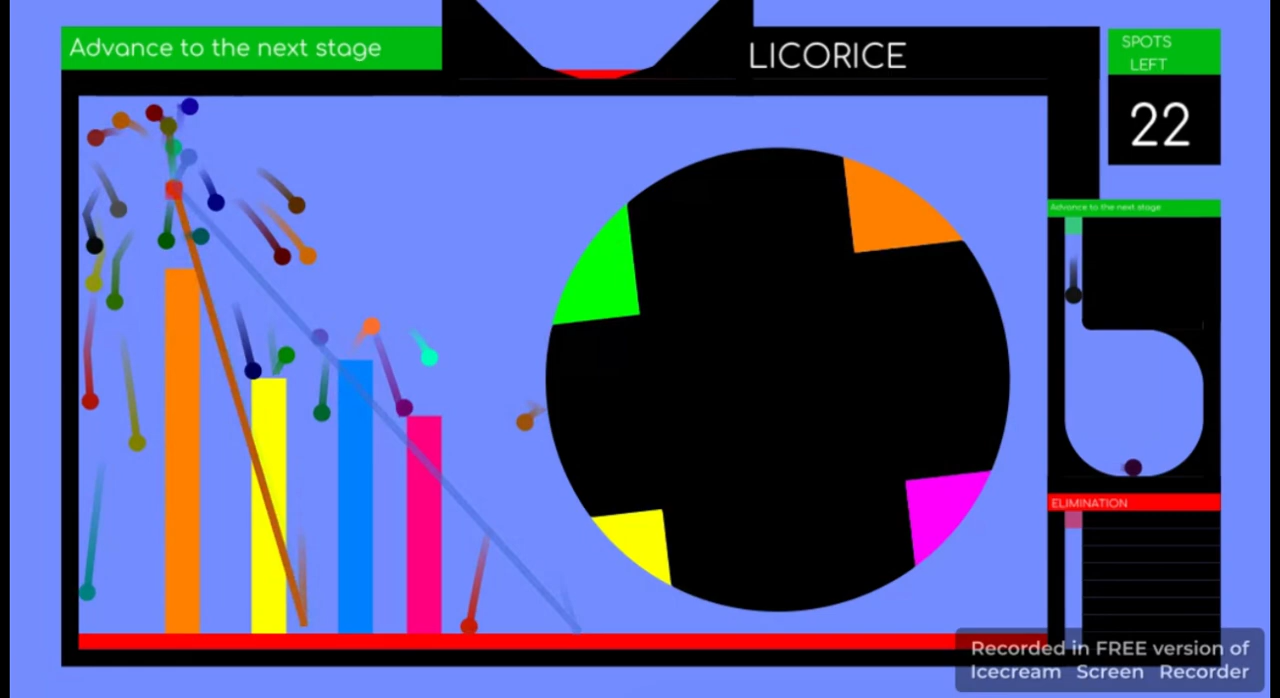 Advance to the next stage
LICORICE
SPOTS
LEFT
22
Advance to the next stage
ELIMINATION
Recorded in FREE version of
Icecream Screen Recorder